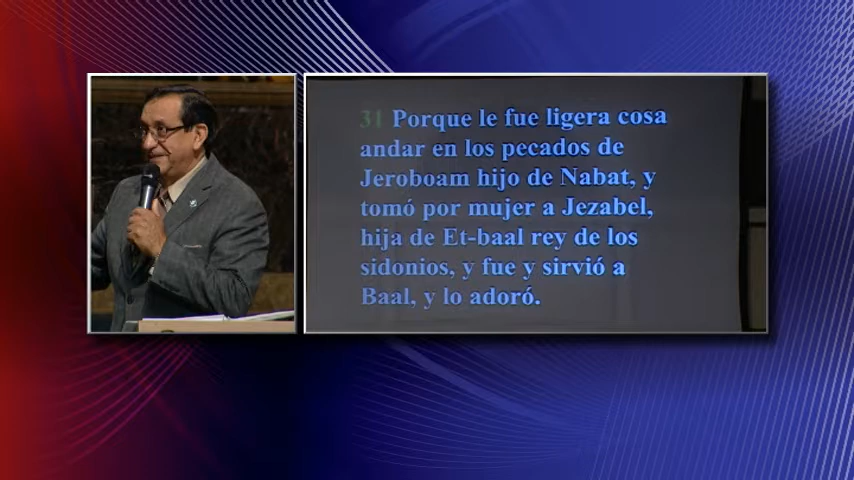 31 Porque le fue ligera cosa
andar en los pecados de
Jeroboam hijo de Nabat, y
tomó por mujer a Jezabel,
hija de Et-baal rey de los
sidonios, y fue y sirvió a
Baal, y lo adoró.